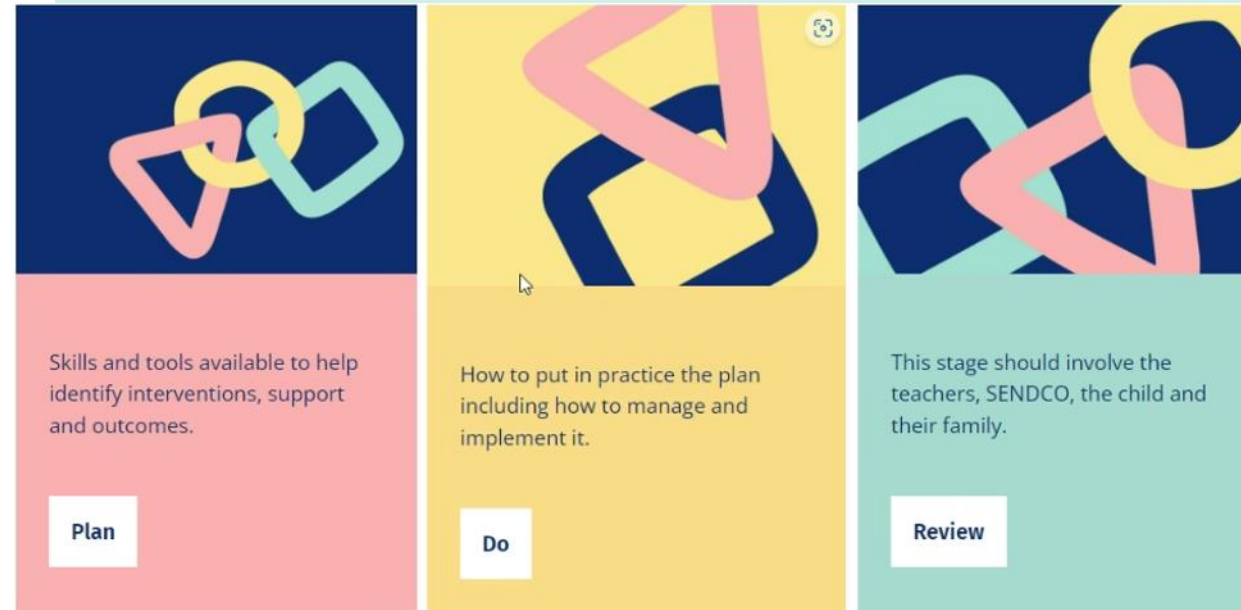 Skills and tools available to help
identify interventions, support
and outcomes.
Plan
How to put in practice the plan
including how to manage and
implement it.
Do
This stage should involve the
teachers, SENDCO, the child and
their family.
Review